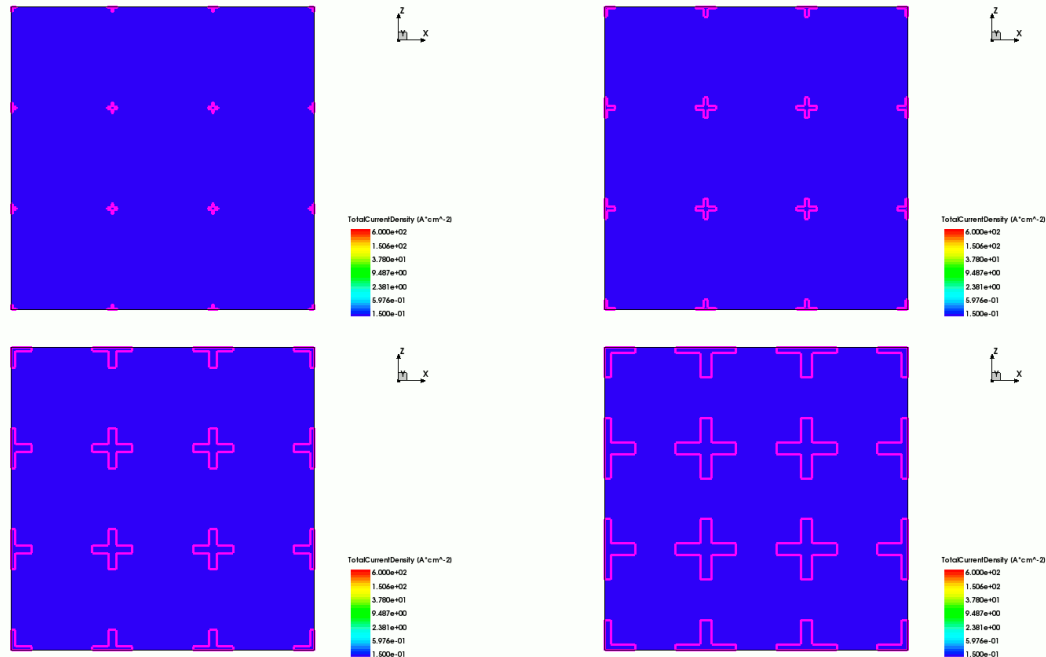 Z
Y
X
TotalCurrentDensity (A*cm^-2)
6.000e+02
1.506e+02
3.780e+01
9.487e+00
2.381e-01
5.976e-01
1.500e-01
Z
Y
X
TotalCurrentDensity (A*cm^-2)
6.000e+02
1.506e+02
3.780e+01
9.487e+00
2.381e-01
5.976e-01
1.500e-01
Z
Y
X
TotalCurrentDensity (A*cm^-2)
6.000e+02
1.506e+02
3.780e+01
9.487e+00
2.381e+00
5.976e-01
1.500e-01
Z
Y
X
TotalCurrentDensity (A*cm^-2)
6.000e+02
1.506e+02
3.780e+01
9.487e+00
2.381e+00
5.976e-01
1.500e-01